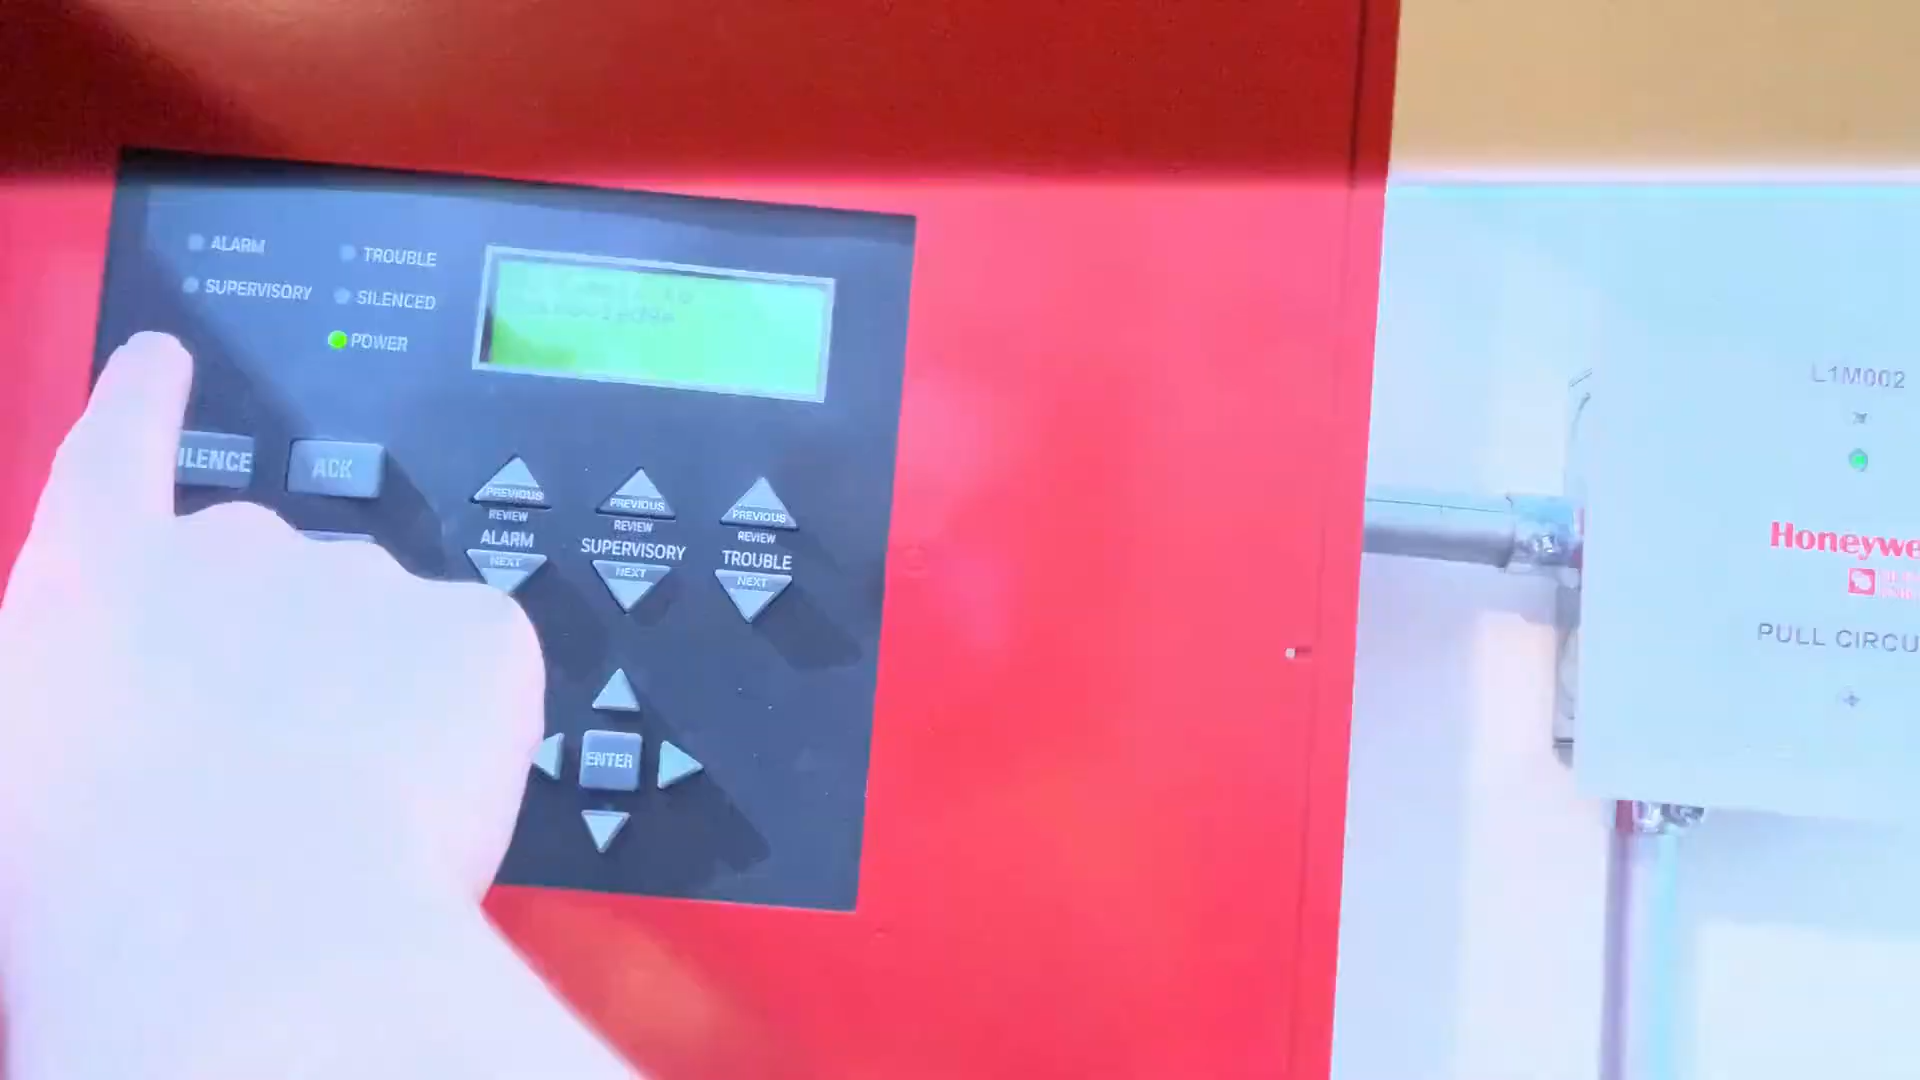 ALARM
TROUBLE
SUPERVISORY
SILENCED
POWER
ILENCE
ACK
PREVIOUS
REVIEW
ALARM
NEXT
PREVIOUS
REVIEW
SUPERVISORY
NEXT
PREVIOUS
REVIEW
TROUBLE
NEXT
ENTER
L1M002
Honeywe
PULL CIRCU